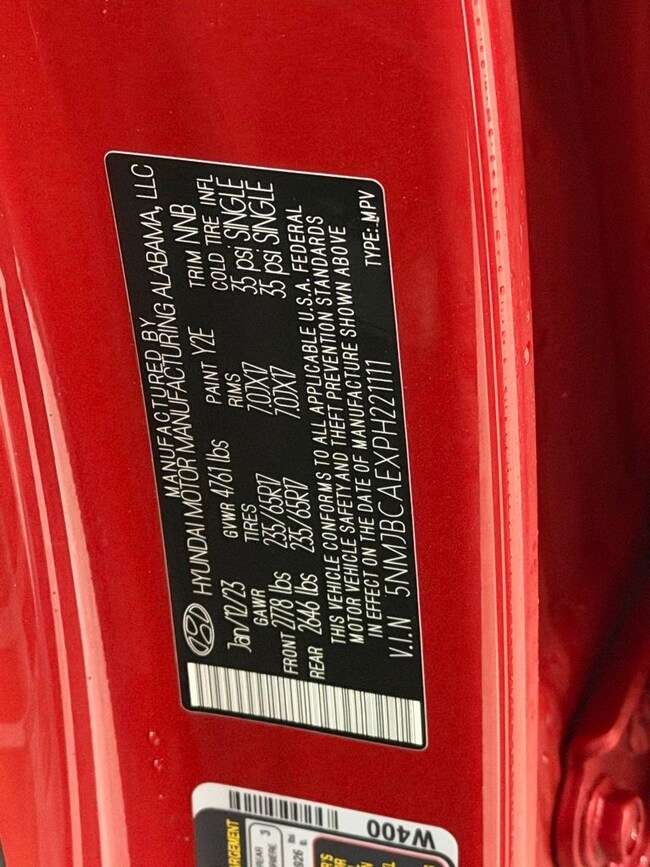 MANUFACTURED BY
HYUNDAI MOTOR MANUFACTURING ALABAMA, LLC
Jan/12/23 GVWR 4761 lbs PAINT Y2E TRIM NNB
GAWR TIRES RIMS COLD TIRE INFL
FRONT 2778 lbs 235/65R17 7.0JX17 35 psi: SINGLE
REAR 2646 lbs 235/65R17 7.0JX17 35 psi: SINGLE
THIS VEHICLE CONFORMS TO ALL APPLICABLE U.S.A. FEDERAL
MOTOR VEHICLE SAFETY AND THEFT PREVENTION STANDARDS
IN EFFECT ON THE DATE OF MANUFACTURE SHOWN ABOVE
V.I.N 5NMJBCAEXPH221111 TYPE: MPV
W400
3